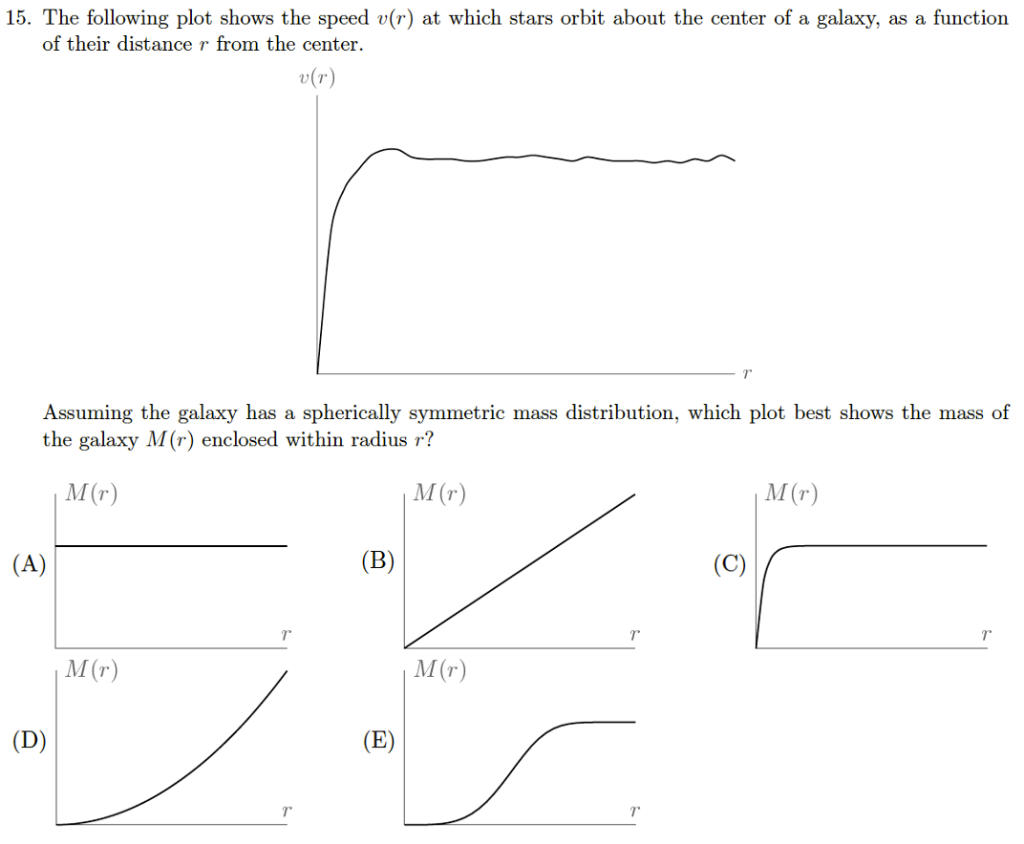 15. The following plot shows the speed v(r) at which stars orbit about the center of a galaxy, as a function
of their distance r from the center.
v(r)
r
Assuming the galaxy has a spherically symmetric mass distribution, which plot best shows the mass of
the galaxy M(r) enclosed within radius r?
M(r) M(r) M(r)
(A) (B) (C)
r r r
M(r) M(r)
(D) (E)
r r